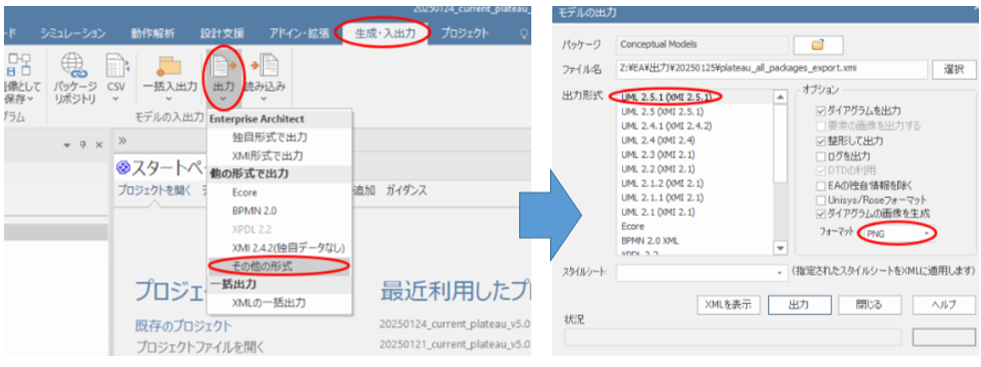 20250124_current_plateau_
ード シミュレーション 動作解析 設計支援 アドイン・拡張 生成・入出力 プロジェクト
像として
保存
パッケージ
リポジトリ
CSV
一括入出力
出力
読み込み
グラム
モデルの入出力
Enterprise Architect
独自形式で出力
XMI形式で出力
他の形式で出力
Ecore
BPMN 2.0
XPDL 2.2
XMI 2.4.2(独自データなし)
その他の形式
一括出力
XMLの一括出力
スタートペー
プロジェクトを開く
追加 ガイダンス
プロジェ
既存のプロジェクト
プロジェクトファイルを開く
最近利用したプ
20250124_current_plateau_v5.0
20250121_current_plateau_v5.0
モデルの出力
パッケージ Conceptual Models
ファイル名 Z:¥EA¥出力¥20250125¥plateau_all_packages_export.xmi 選択
出力形式
UML 2.5.1 (XMI 2.5.1)
UML 2.5 (XMI 2.5.1)
UML 2.4.1 (XMI 2.4.2)
UML 2.4 (XMI 2.4)
UML 2.3 (XMI 2.1)
UML 2.2 (XMI 2.1)
UML 2.1.2 (XMI 2.1)
UML 2.1.1 (XMI 2.1)
UML 2.1 (XMI 2.1)
Ecore
BPMN 2.0 XML
XPDL 2.2
オプション
ダイアグラムを出力
要素の画像を出力する
整形して出力
ログを出力
DTDの利用
EAの独自情報を除く
Unisys/Roseフォーマット
ダイアグラムの画像を生成
フォーマット PNG
スタイルシート: (指定されたスタイルシートをXMLに適用します)
XMLを表示 出力 閉じる ヘルプ
状況